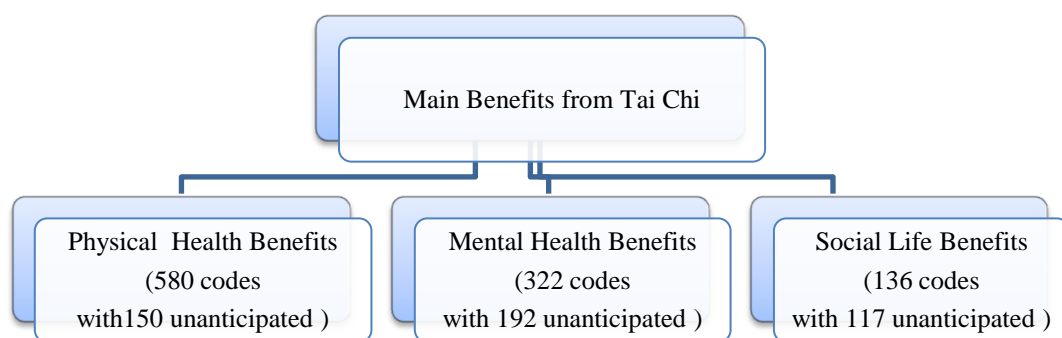 Main Benefits from Tai Chi
Physical Health Benefits
(580 codes
with150 unanticipated )
Mental Health Benefits
(322 codes
with 192 unanticipated )
Social Life Benefits
(136 codes
with 117 unanticipated )